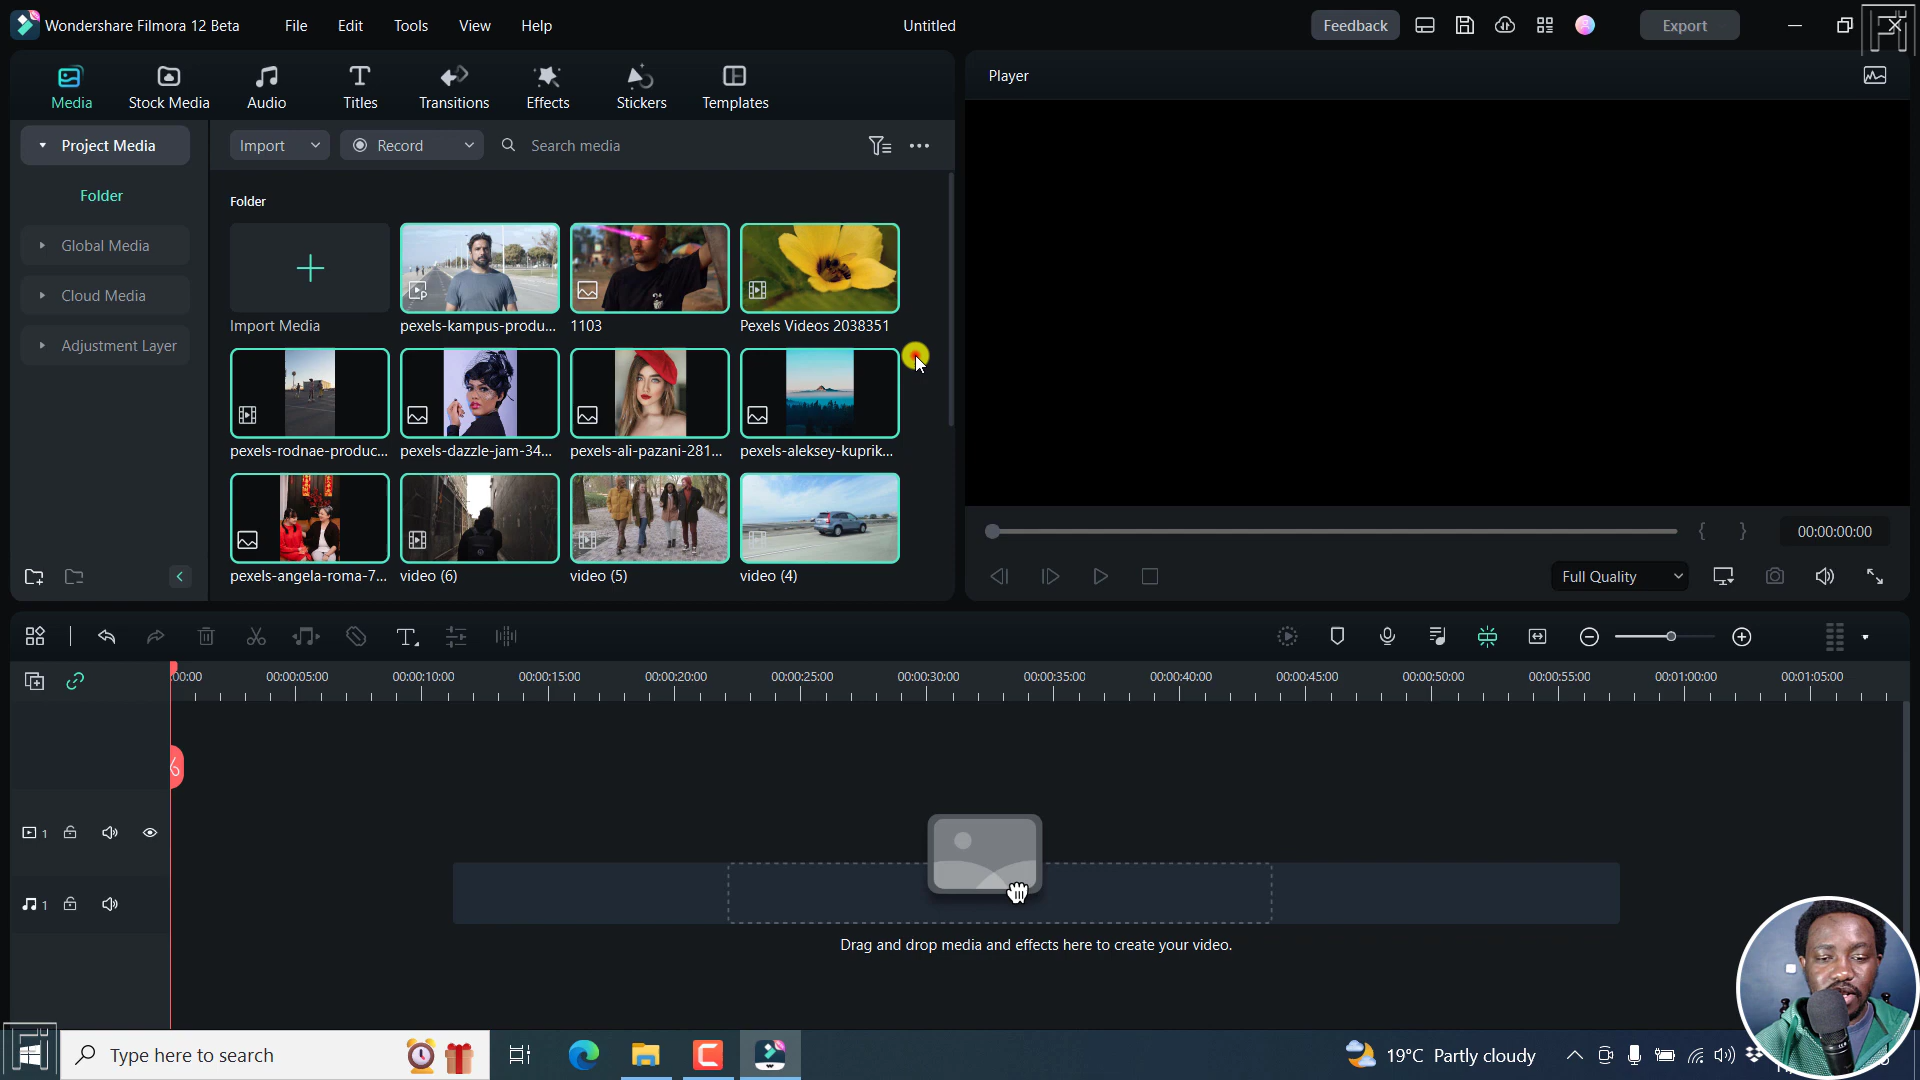 Wondershare Filmora 12 Beta
File
Edit
Tools
View
Help
Untitled
Feedback
Export
Media
Stock Media
Audio
Titles
Transitions
Effects
Stickers
Templates
Player
Project Media
Import
Record
Search media
Folder
Folder
Global Media
Cloud Media
Adjustment Layer
Import Media
pexels-kampus-produ...
1103
Pexels Videos 2038351
pexels-rodnae-produc...
pexels-dazzle-jam-34...
pexels-ali-pazani-281...
pexels-aleksey-kuprik...
pexels-angela-roma-7...
video (6)
video (5)
video (4)
{ }
00:00:00:00
Full Quality
:00:00
00:00:05:00
00:00:10:00
00:00:15:00
00:00:20:00
00:00:25:00
00:00:30:00
00:00:35:00
00:00:40:00
00:00:45:00
00:00:50:00
00:00:55:00
00:01:00:00
00:01:05:00
1
1
Drag and drop media and effects here to create your video.
Type here to search
19°C Partly cloudy